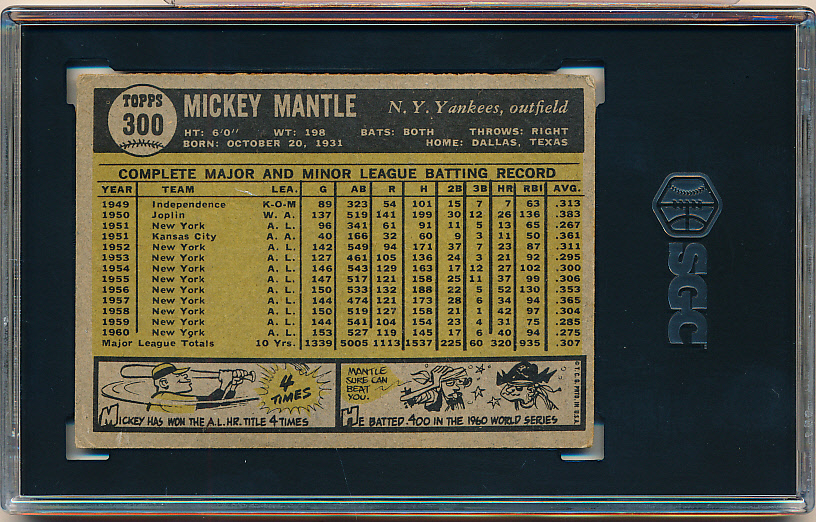 TOPPS
300
MICKEY MANTLE N. Y. Yankees, outfield
HT: 6'0" WT: 198 BATS: BOTH THROWS: RIGHT
BORN: OCTOBER 20, 1931 HOME: DALLAS, TEXAS
COMPLETE MAJOR AND MINOR LEAGUE BATTING RECORD
YEAR TEAM LEA. G AB R H 2B 3B HR RBI AVG.
1949 Independence K-O-M 89 323 54 101 15 7 7 63 .313
1950 Joplin W. A. 137 519 141 199 30 12 26 136 .383
1951 New York A. L. 96 341 61 91 11 5 13 65 .267
1951 Kansas City A. A. 40 166 32 60 9 3 11 50 .361
1952 New York A. L. 142 549 94 171 37 7 23 87 .311
1953 New York A. L. 127 461 105 136 24 3 21 92 .295
1954 New York A. L. 146 543 129 163 17 12 27 102 .300
1955 New York A. L. 147 517 121 158 25 11 37 99 .306
1956 New York A. L. 150 533 132 188 22 5 52 130 .353
1957 New York A. L. 144 474 121 173 28 6 34 94 .365
1958 New York A. L. 150 519 127 158 21 1 42 97 .304
1959 New York A. L. 144 541 104 154 23 4 31 75 .285
1960 New York A. L. 153 527 119 145 17 6 40 94 .275
Major League Totals 10 Yrs. 1339 5005 1113 1537 225 60 320 935 .307
4 TIMES
MICKEY HAS WON THE A.L. HR. TITLE 4 TIMES
MANTLE
SURE CAN
BEAT
YOU.
HE BATTED .400 IN THE 1960 WORLD SERIES
© T.C.G. PRTD. IN U.S.A.
SGC